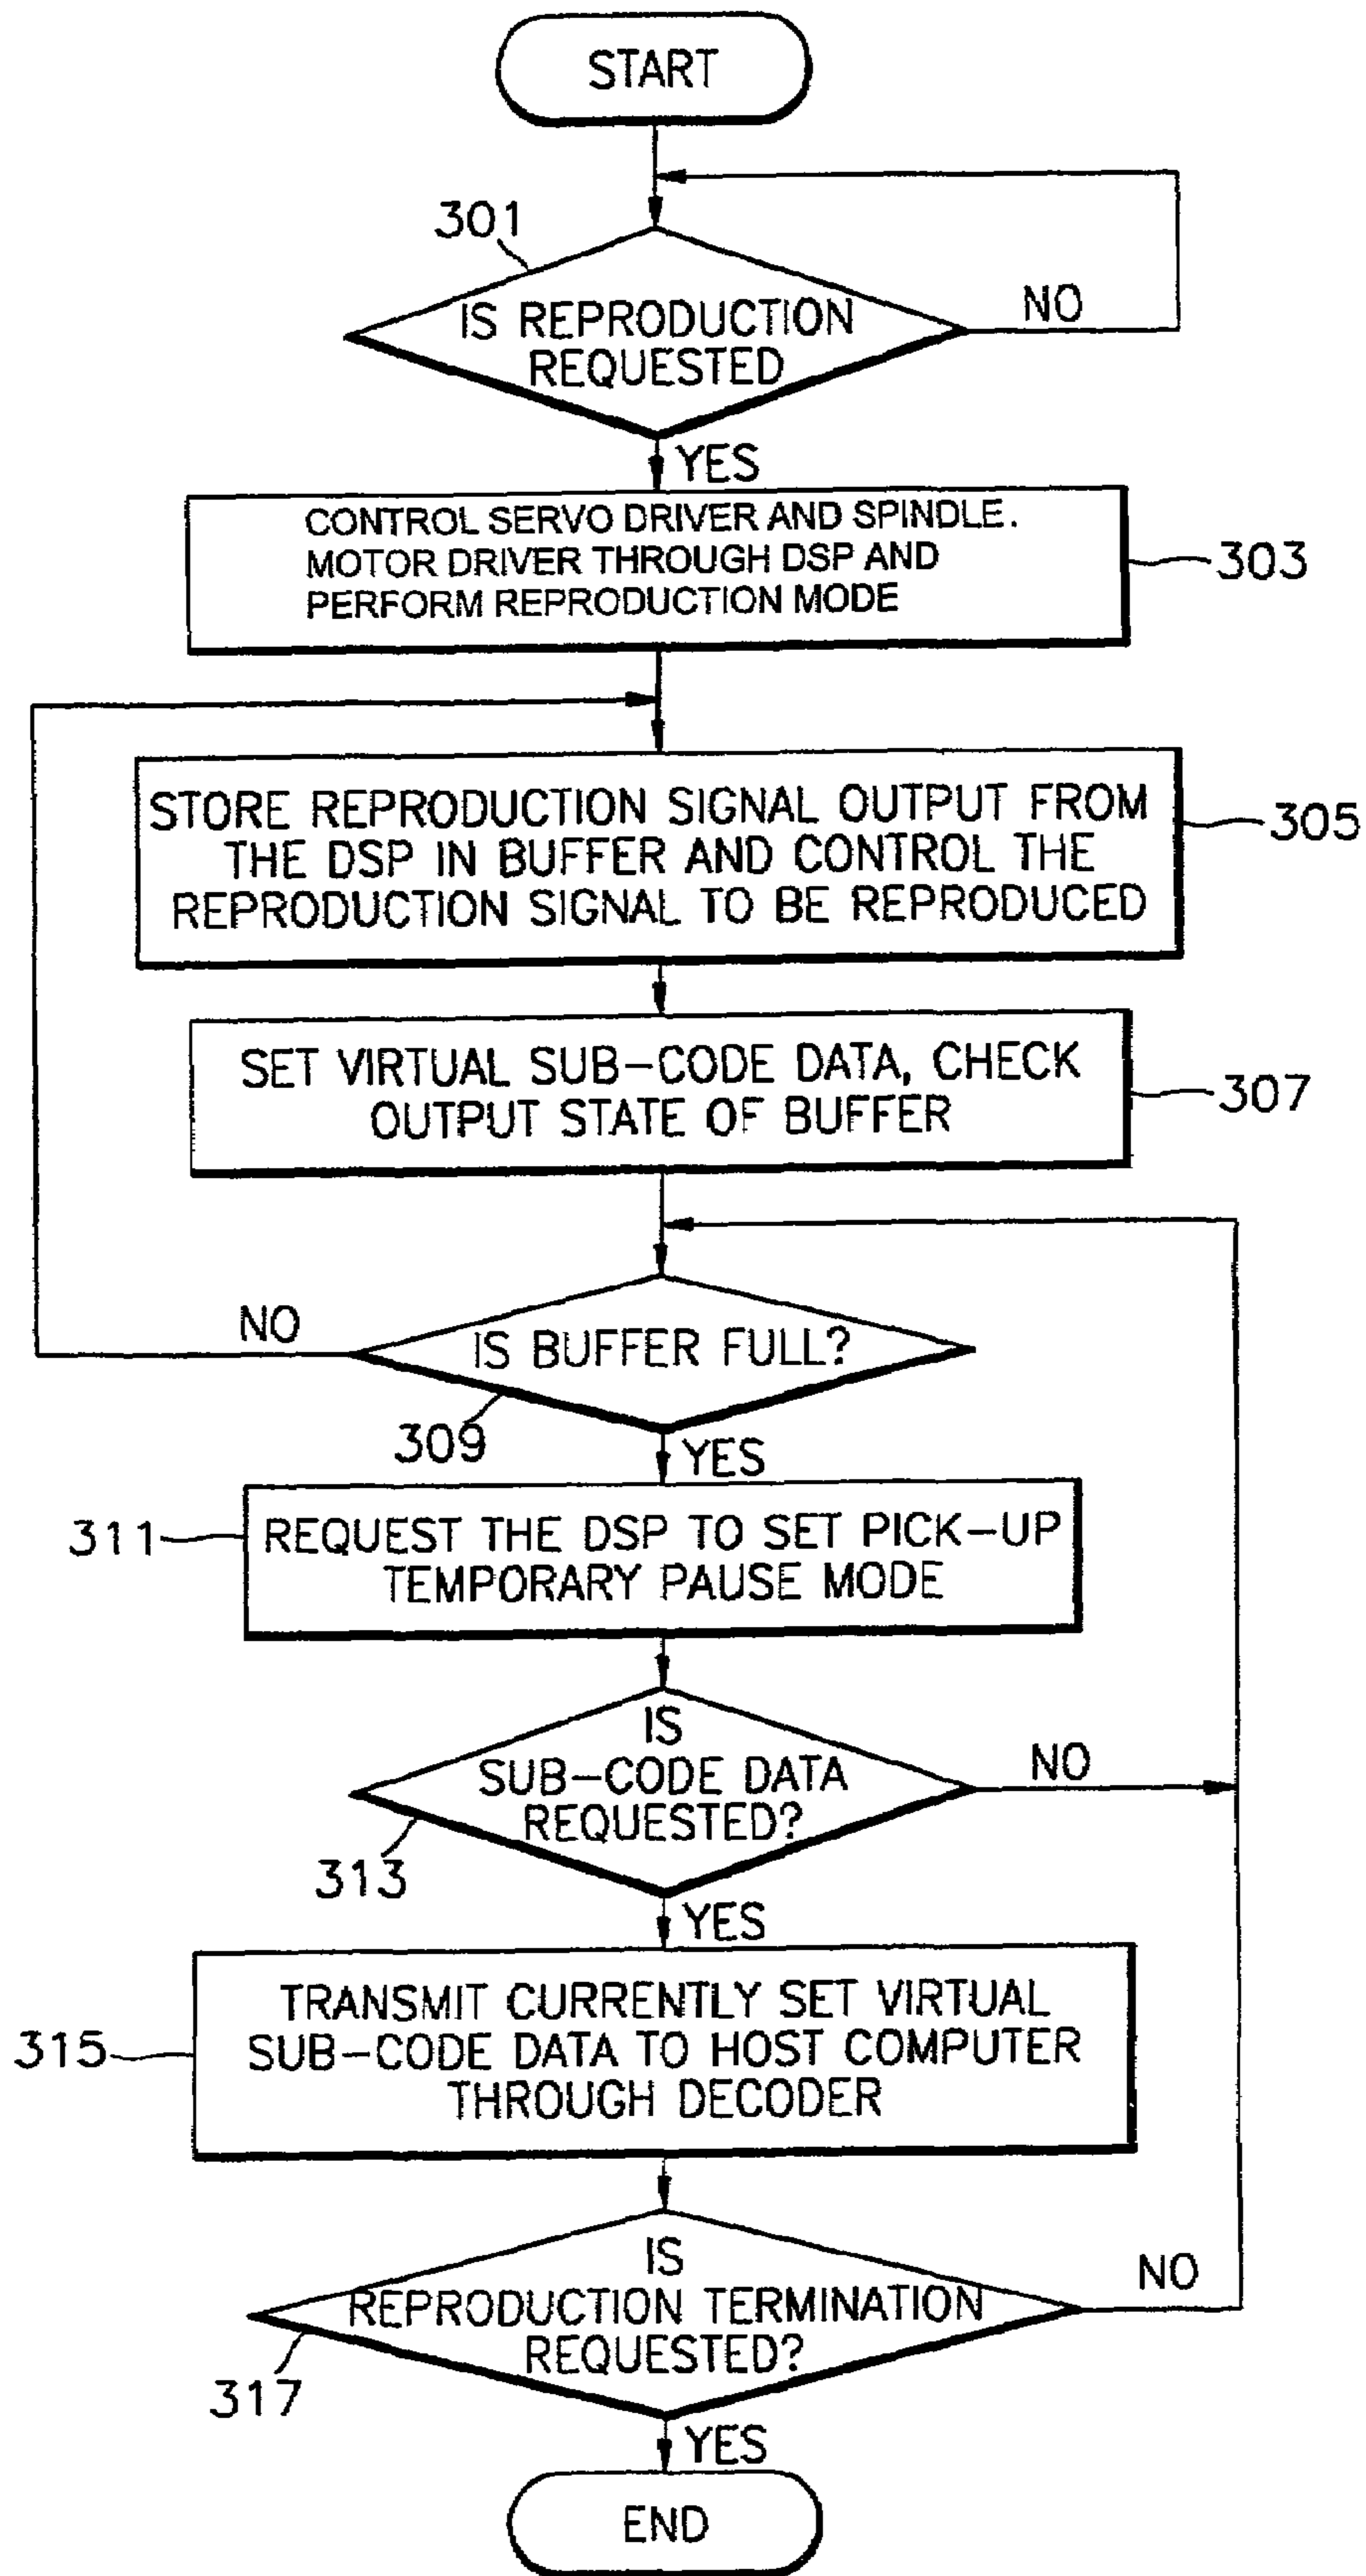 START
301
IS REPRODUCTION
REQUESTED
NO
YES
CONTROL SERVO DRIVER AND SPINDLE.
MOTOR DRIVER THROUGH DSP AND
PERFORM REPRODUCTION MODE
303
STORE REPRODUCTION SIGNAL OUTPUT FROM
THE DSP IN BUFFER AND CONTROL THE
REPRODUCTION SIGNAL TO BE REPRODUCED
305
SET VIRTUAL SUB-CODE DATA, CHECK
OUTPUT STATE OF BUFFER
307
NO
IS BUFFER FULL?
309
YES
311
REQUEST THE DSP TO SET PICK-UP
TEMPORARY PAUSE MODE
IS
SUB-CODE DATA
REQUESTED?
NO
313
YES
TRANSMIT CURRENTLY SET VIRTUAL
SUB-CODE DATA TO HOST COMPUTER
THROUGH DECODER
315
IS
REPRODUCTION TERMINATION
REQUESTED?
NO
317
YES
END